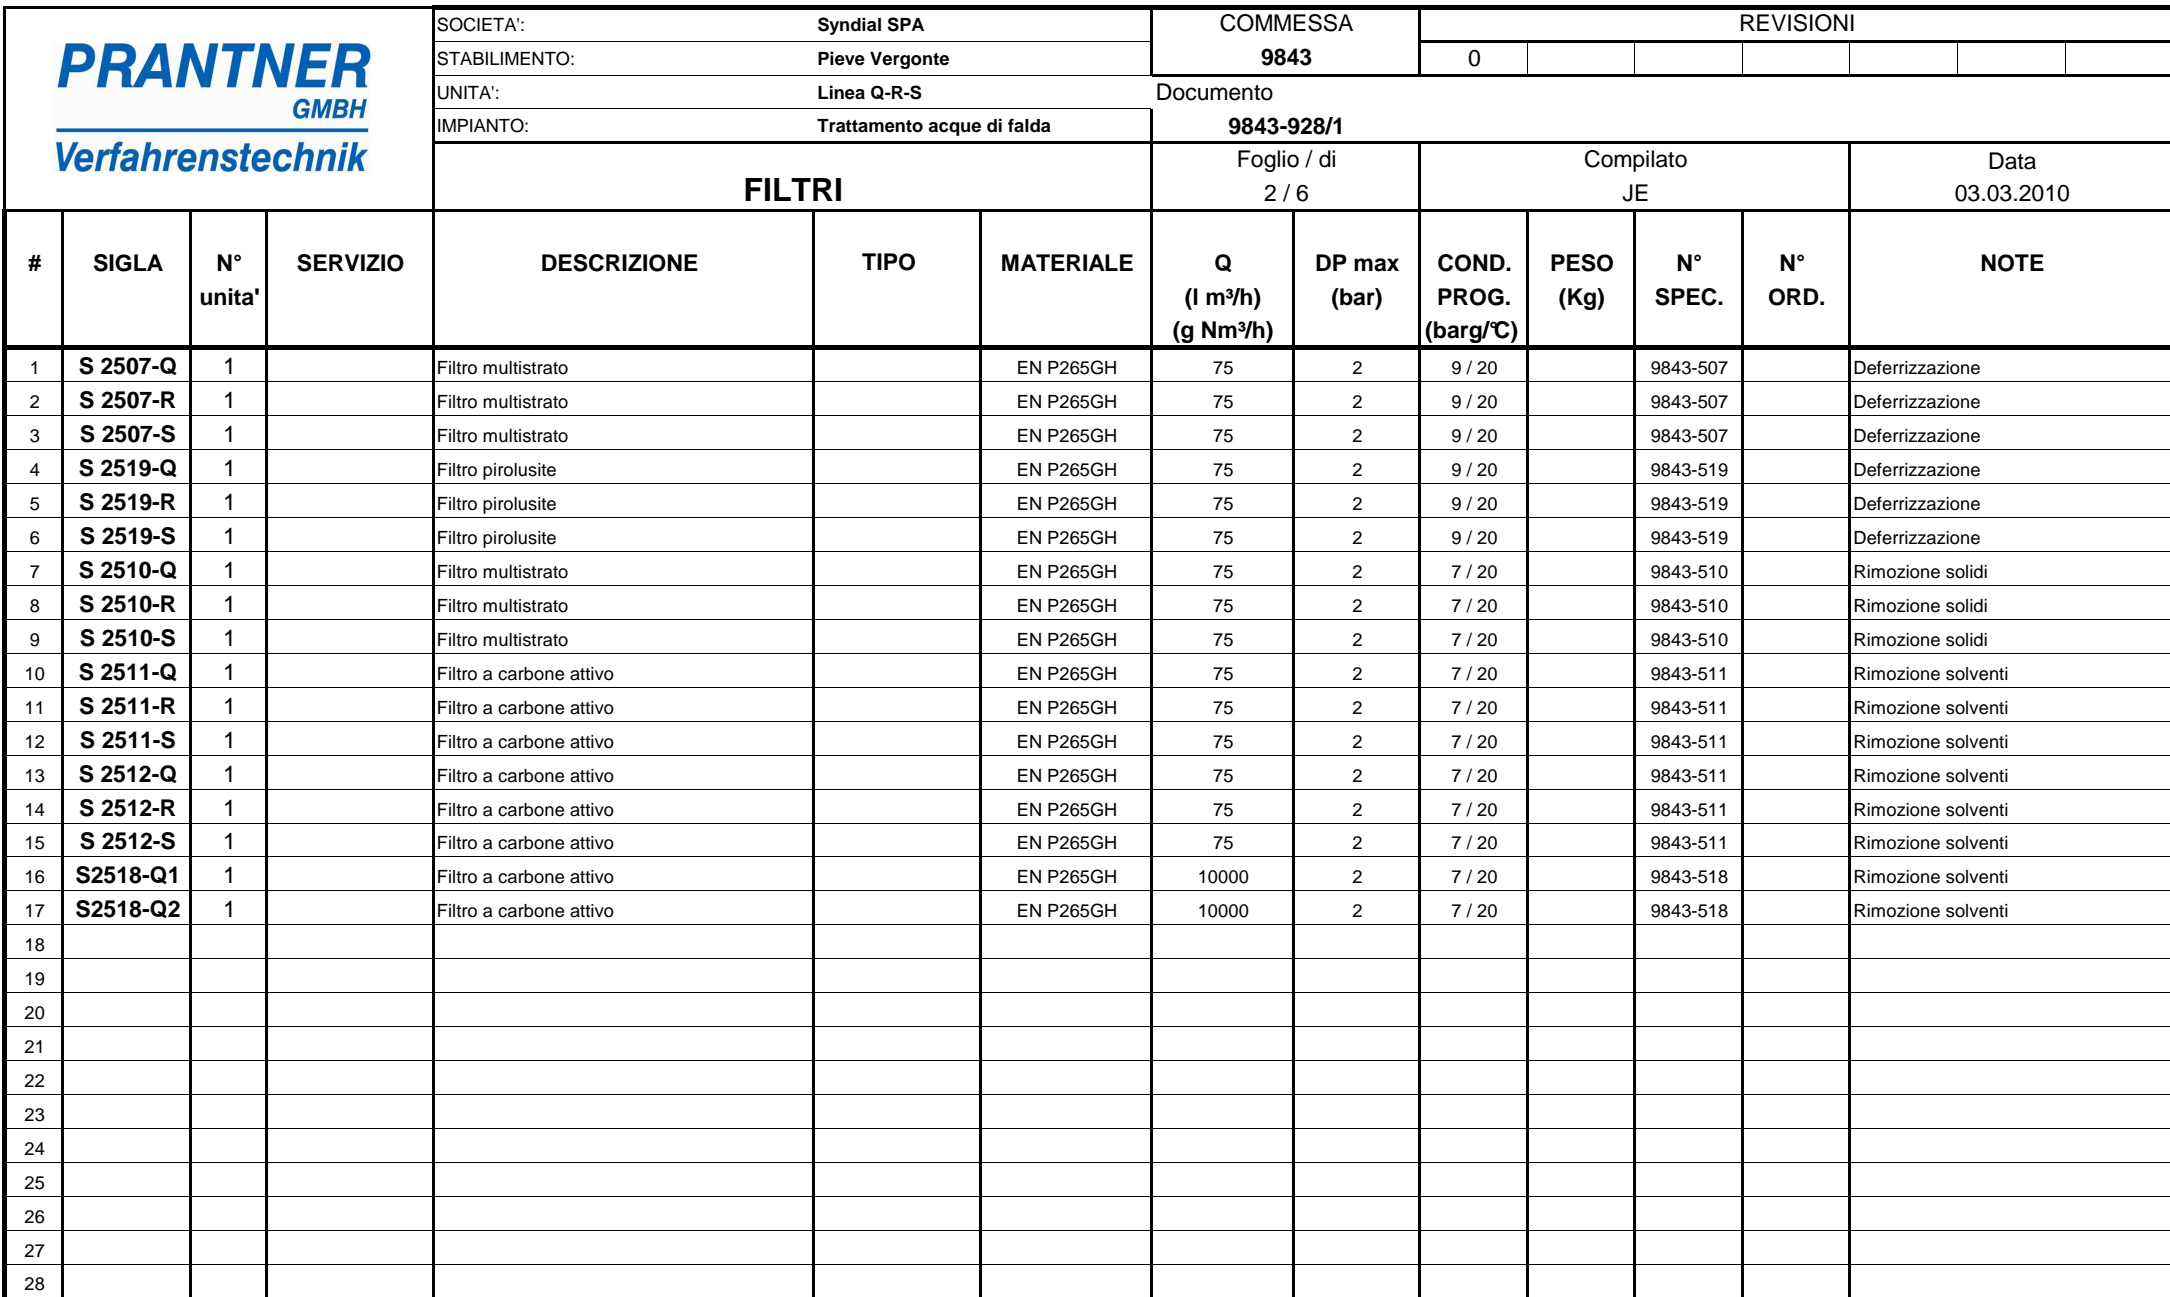 PRANTNER
GMBH
Verfahrenstechnik
SOCIETA': Syndial SPA COMMESSA REVISIONI
STABILIMENTO: Pieve Vergonte 9843 0
UNITA': Linea Q-R-S Documento
IMPIANTO: Trattamento acque di falda 9843-928/1
FILTRI
Foglio / di Compilato Data
2 / 6 JE 03.03.2010
# SIGLA N° SERVIZIO DESCRIZIONE TIPO MATERIALE Q DP max COND. PESO N° N° NOTE
unita' (l m³/h) (bar) PROG. (Kg) SPEC. ORD.
(g Nm³/h) (barg/°C)
1 S 2507-Q 1 Filtro multistrato EN P265GH 75 2 9 / 20 9843-507 Deferrizzazione
2 S 2507-R 1 Filtro multistrato EN P265GH 75 2 9 / 20 9843-507 Deferrizzazione
3 S 2507-S 1 Filtro multistrato EN P265GH 75 2 9 / 20 9843-507 Deferrizzazione
4 S 2519-Q 1 Filtro pirolusite EN P265GH 75 2 9 / 20 9843-519 Deferrizzazione
5 S 2519-R 1 Filtro pirolusite EN P265GH 75 2 9 / 20 9843-519 Deferrizzazione
6 S 2519-S 1 Filtro pirolusite EN P265GH 75 2 9 / 20 9843-519 Deferrizzazione
7 S 2510-Q 1 Filtro multistrato EN P265GH 75 2 7 / 20 9843-510 Rimozione solidi
8 S 2510-R 1 Filtro multistrato EN P265GH 75 2 7 / 20 9843-510 Rimozione solidi
9 S 2510-S 1 Filtro multistrato EN P265GH 75 2 7 / 20 9843-510 Rimozione solidi
10 S 2511-Q 1 Filtro a carbone attivo EN P265GH 75 2 7 / 20 9843-511 Rimozione solventi
11 S 2511-R 1 Filtro a carbone attivo EN P265GH 75 2 7 / 20 9843-511 Rimozione solventi
12 S 2511-S 1 Filtro a carbone attivo EN P265GH 75 2 7 / 20 9843-511 Rimozione solventi
13 S 2512-Q 1 Filtro a carbone attivo EN P265GH 75 2 7 / 20 9843-511 Rimozione solventi
14 S 2512-R 1 Filtro a carbone attivo EN P265GH 75 2 7 / 20 9843-511 Rimozione solventi
15 S 2512-S 1 Filtro a carbone attivo EN P265GH 75 2 7 / 20 9843-511 Rimozione solventi
16 S2518-Q1 1 Filtro a carbone attivo EN P265GH 10000 2 7 / 20 9843-518 Rimozione solventi
17 S2518-Q2 1 Filtro a carbone attivo EN P265GH 10000 2 7 / 20 9843-518 Rimozione solventi
18
19
20
21
22
23
24
25
26
27
28